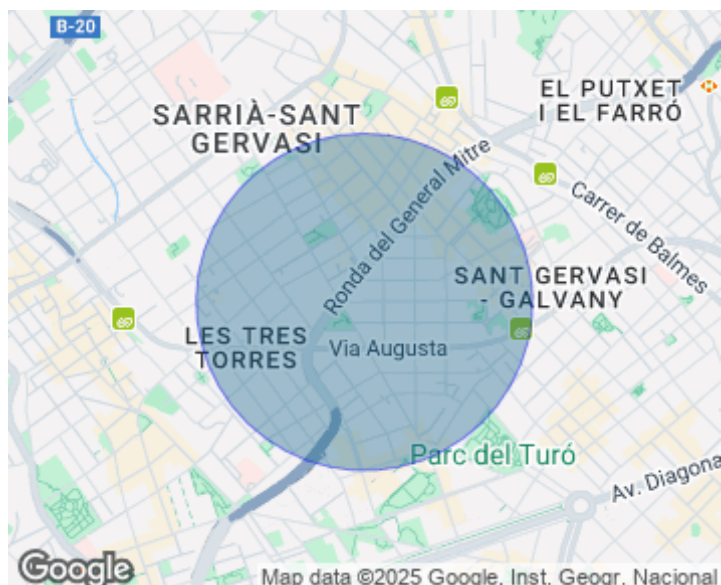 B-20
SARRIÀ-SANT
GERVASI
EL PUTXET
I EL FARRÓ
Ronda del General Mitre
Carrer de Balmes
SANT GERVASI
- GALVANY
LES TRES
TORRES
Via Augusta
Parc del Turó
Av. Diagona
Google
Map data ©2025 Google, Inst. Geogr. Nacional